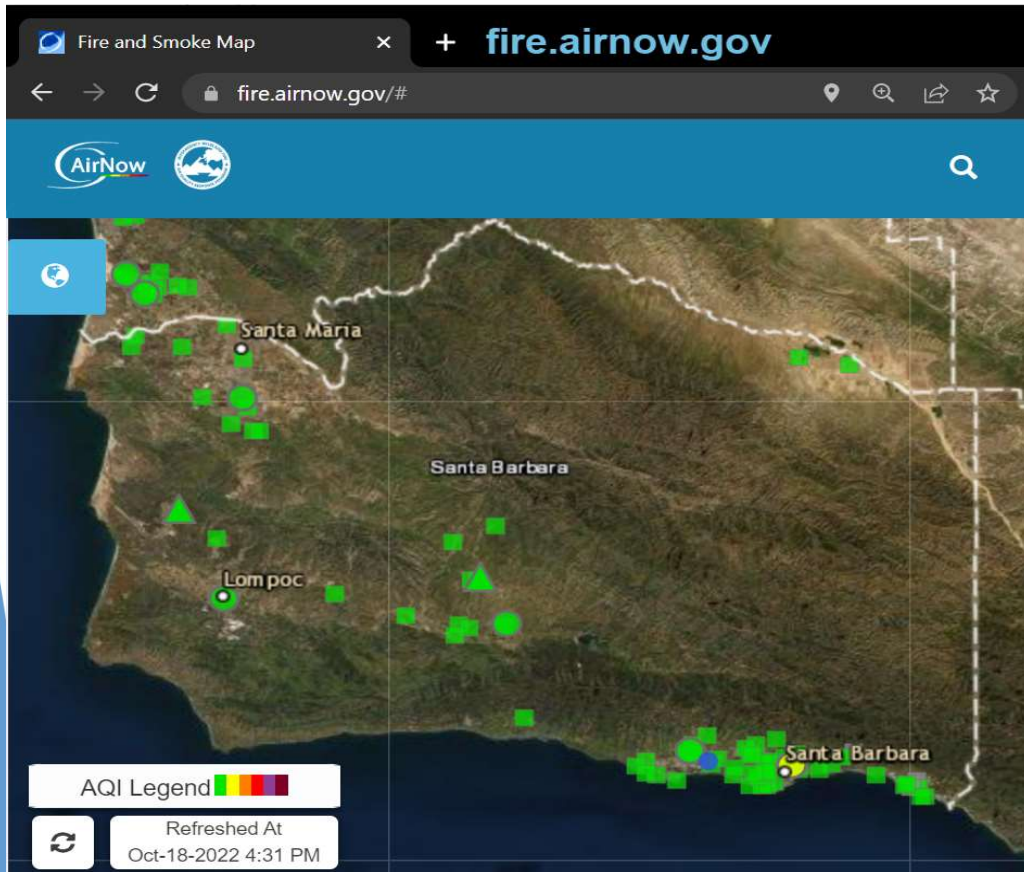 Fire and Smoke Map
fire.airnow.gov
fire.airnow.gov/#
AirNow
Santa Maria
Santa Barbara
Lompoc
Santa Barbara
AQI Legend
Refreshed At
Oct-18-2022 4:31 PM